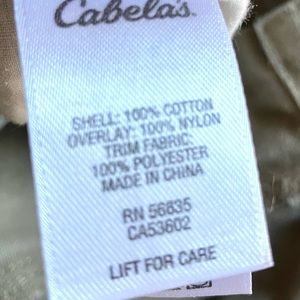 Cabela's
SHELL: 100% COTTON
OVERLAY: 100% NYLON
TRIM FABRIC:
100% POLYESTER
MADE IN CHINA
RN 56835
CA53602
LIFT FOR CARE